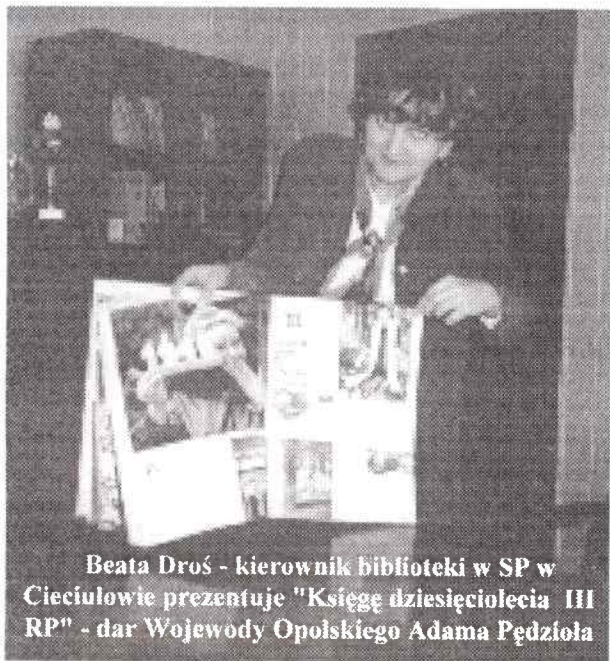 Beata Droś - kierownik biblioteki w SP w
Cieciułowie prezentuje "Księgę dziesięciolecia III
RP" - dar Wojewody Opolskiego Adama Pędzioła